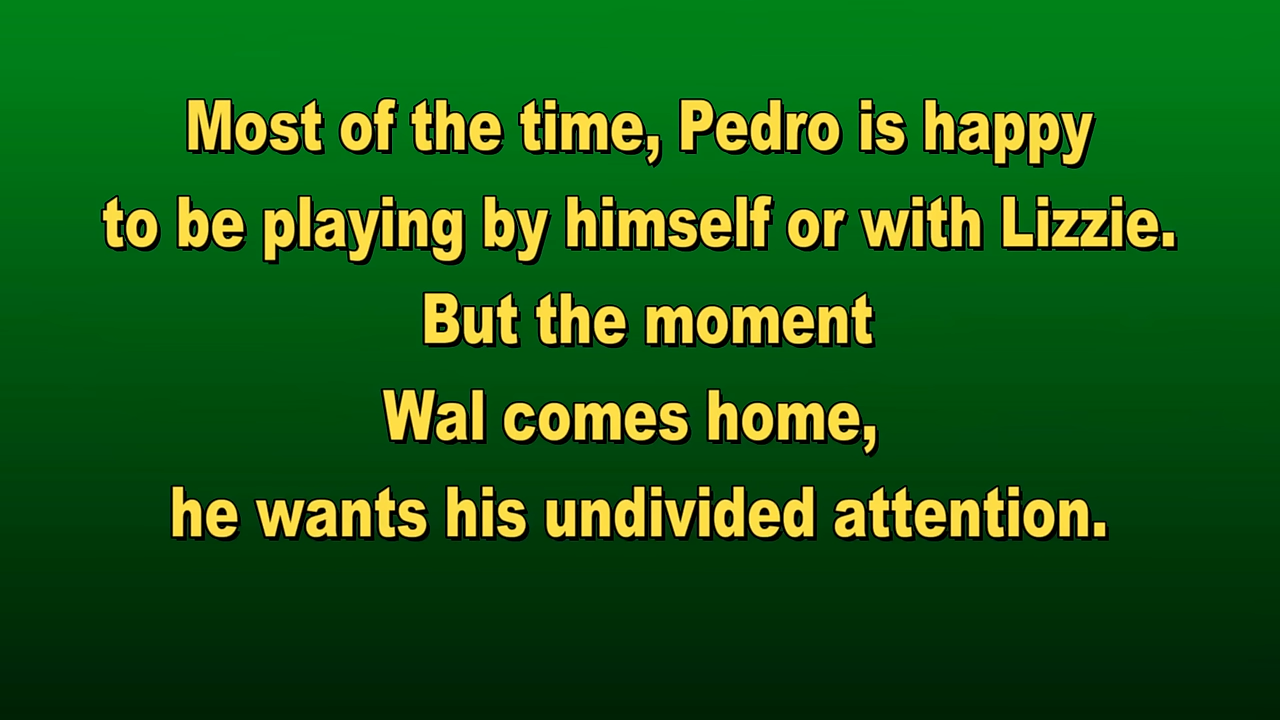 Most of the time, Pedro is happy
to be playing by himself or with Lizzie.
But the moment
Wal comes home,
he wants his undivided attention.